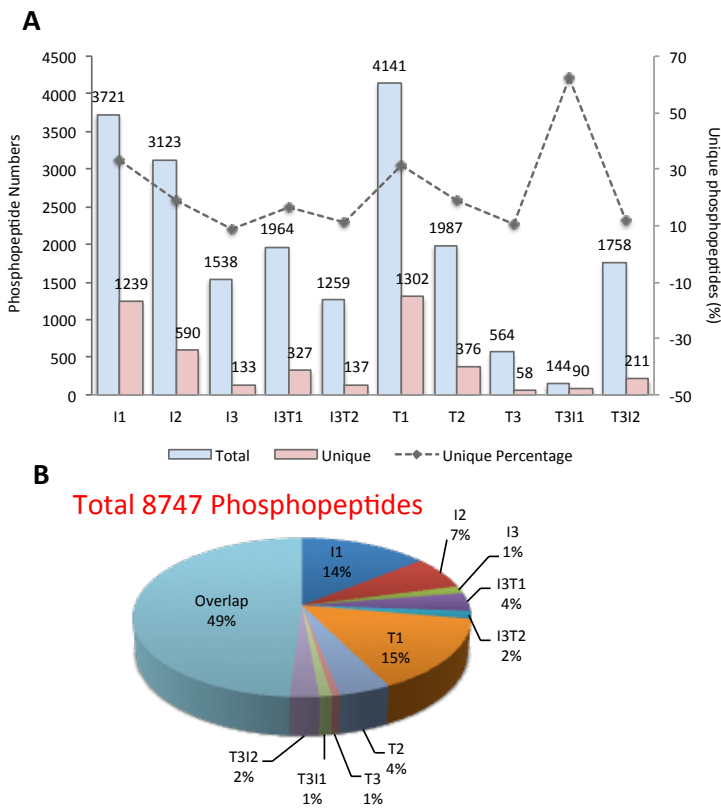 A
4500
4000
3500
3000
2500
2000
1500
1000
500
0
Phosphopeptide Numbers
70
50
30
10
-10
-30
-50
Unique phosphopeptides (%)
3721
1239
3123
590
1538
133
1964
327
1259
137
4141
1302
1987
376
564
58
144
90
1758
211
I1 I2 I3 I3T1 I3T2 T1 T2 T3 T3I1 T3I2
Total Unique Unique Percentage
B
Total 8747 Phosphopeptides
I1
14%
I2
7%
I3
1%
I3T1
4%
I3T2
2%
T1
15%
T2
4%
T3
1%
T3I1
1%
T3I2
2%
Overlap
49%